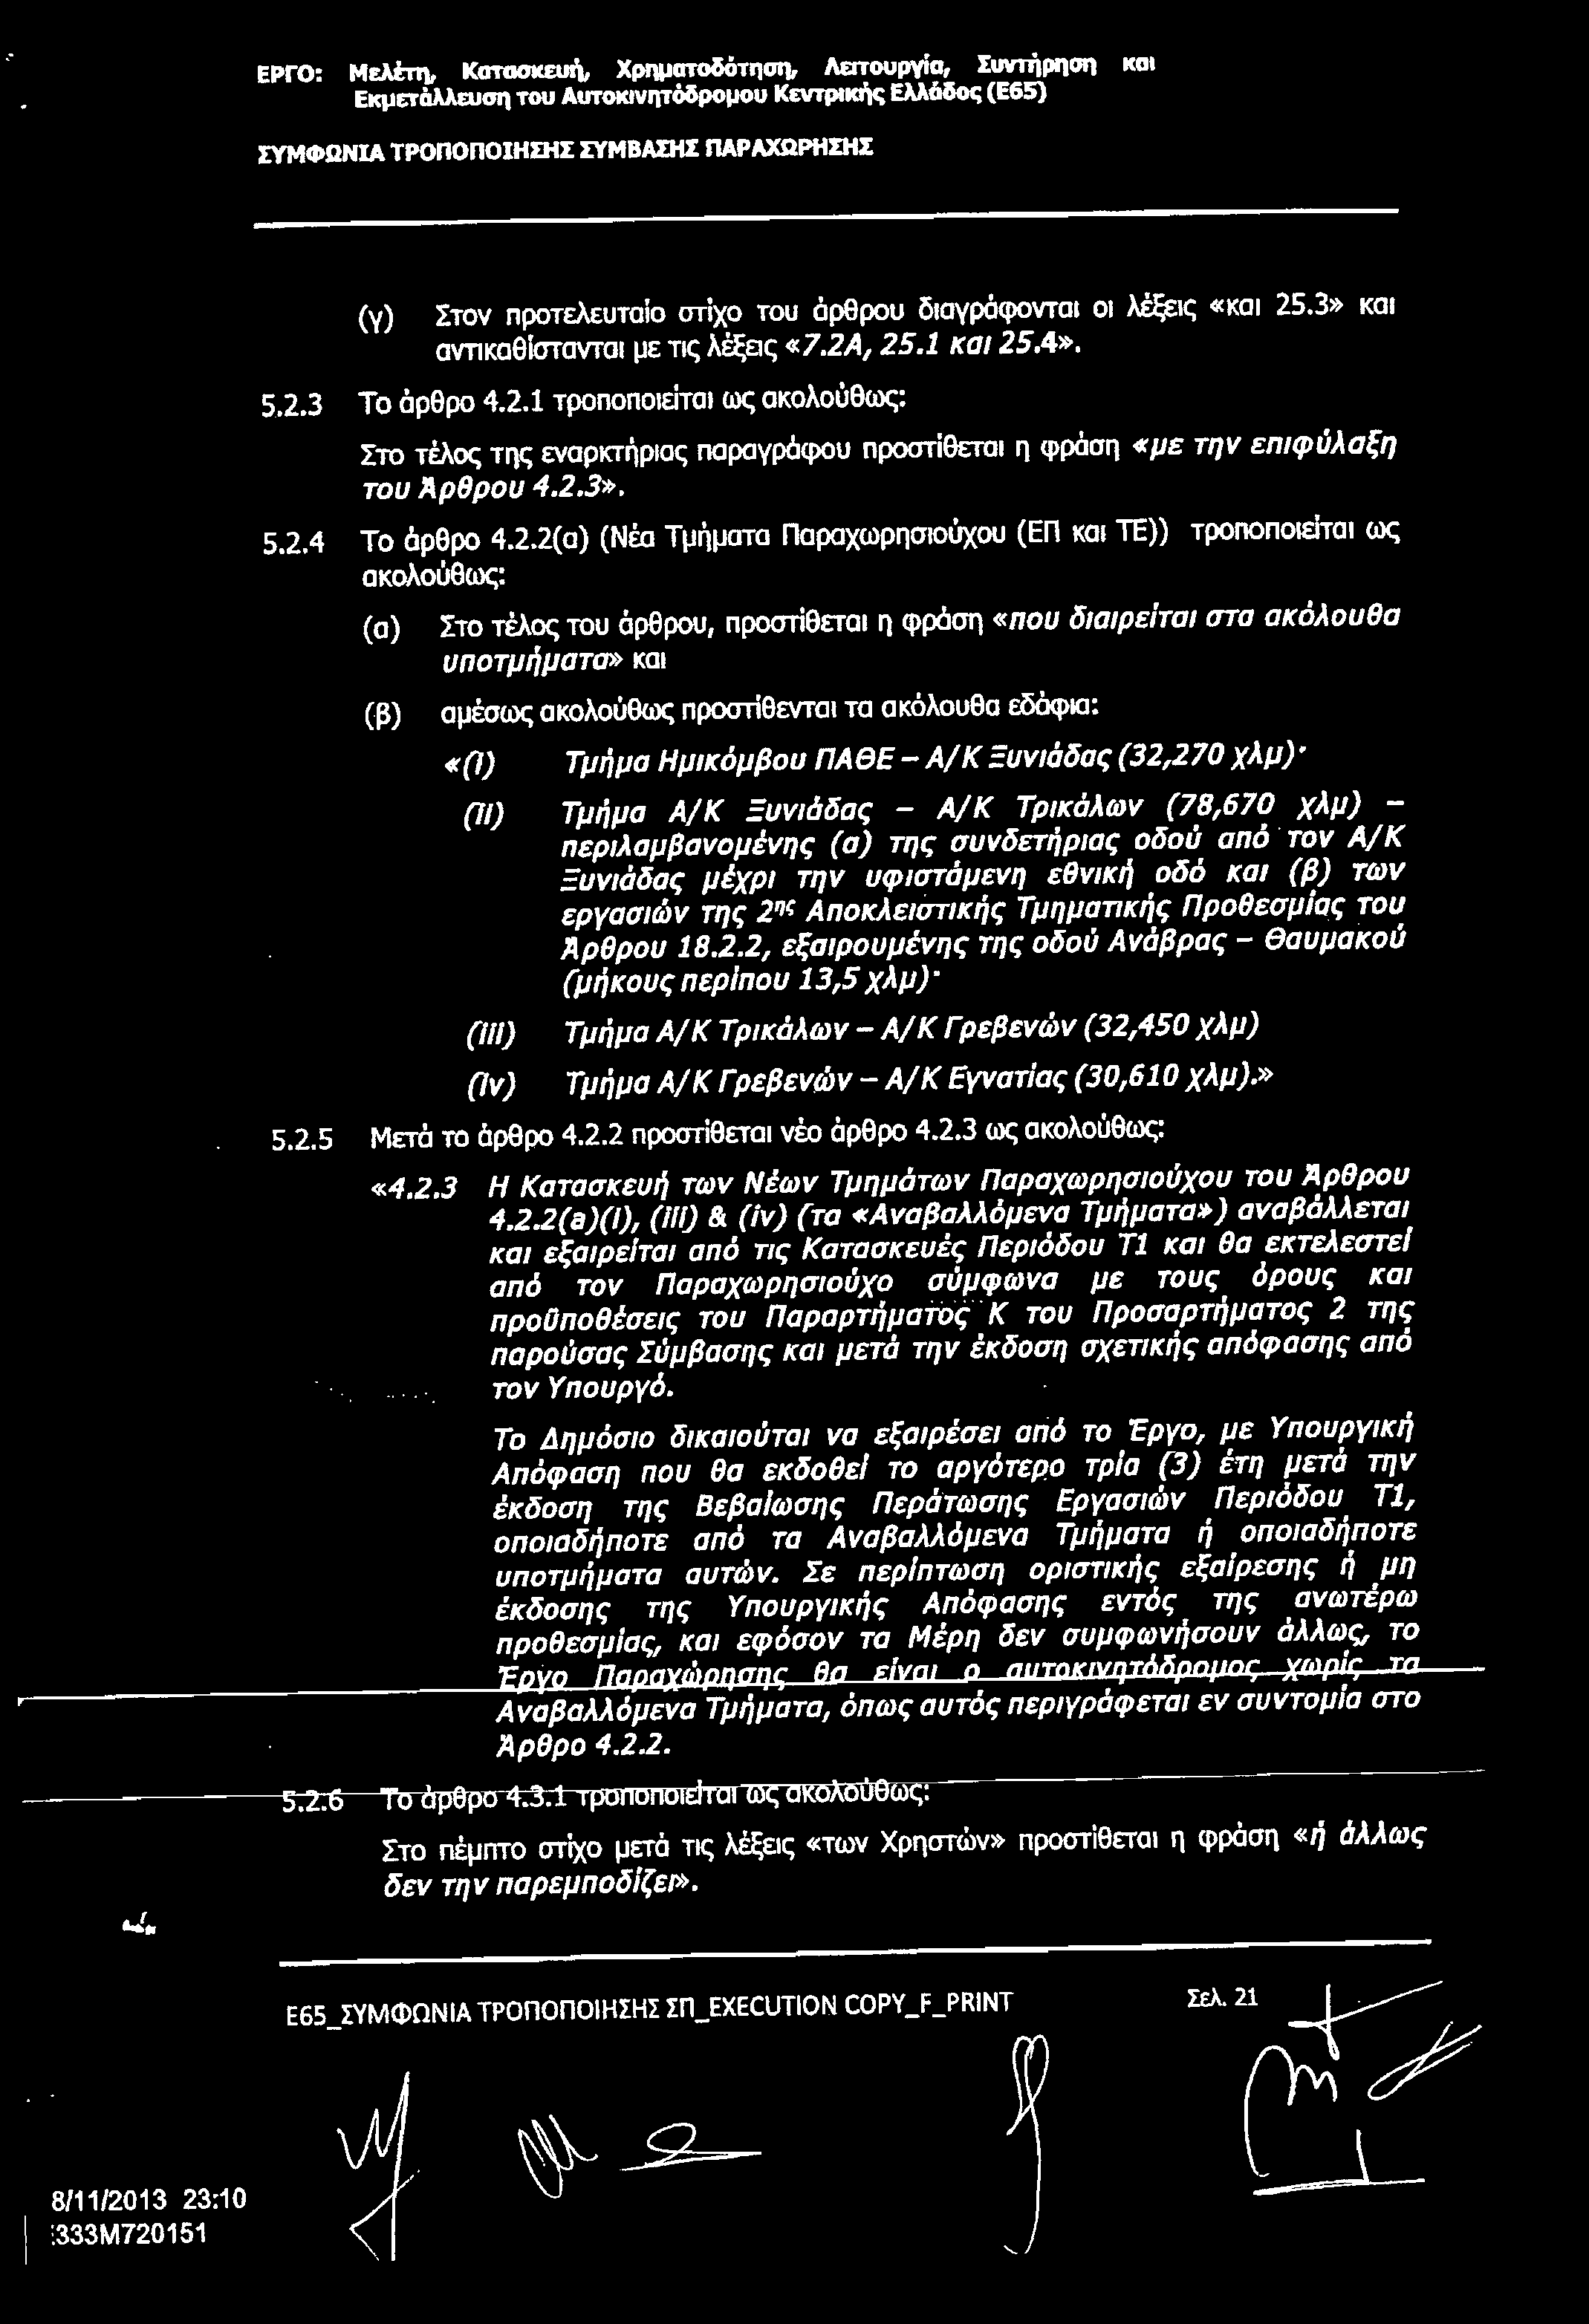 ΕΡΓΟ: Μελέτη, Κατασκευή, Χρηματοδότηση, Λειτουργία, Συντήρηση και
Εκμετάλλευση του Αυτοκινητόδρομου Κεντρικής Ελλάδος (Ε65)
ΣΥΜΦΩΝΙΑ ΤΡΟΠΟΠΟΙΗΣΗΣ ΣΥΜΒΑΣΗΣ ΠΑΡΑΧΩΡΗΣΗΣ
(γ) Στον προτελευταίο στίχο του άρθρου διαγράφονται οι λέξεις «και 25.3» και
αντικαθίστανται με τις λέξεις «7.2Α, 25.1 και 25.4».
5.2.3 Το άρθρο 4.2.1 τροποποιείται ως ακολούθως:
Στο τέλος της εναρκτήριας παραγράφου προστίθεται η φράση «με την επιφύλαξη
του Άρθρου 4.2.3».
5.2.4 Το άρθρο 4.2.2(α) (Νέα Τμήματα Παραχωρησιούχου (ΕΠ και ΤΕ)) τροποποιείται ως
ακολούθως:
(α) Στο τέλος του άρθρου, προστίθεται η φράση «που διαιρείται στα ακόλουθα
υποτμήματα» και
(β) αμέσως ακολούθως προστίθενται τα ακόλουθα εδάφια:
«(i) Τμήμα Ημικόμβου ΠΑΘΕ – Α/Κ Ξυνιάδας (32,270 χλμ)·
(ii) Τμήμα Α/Κ Ξυνιάδας – Α/Κ Τρικάλων (78,670 χλμ) –
περιλαμβανομένης (α) της συνδετήριας οδού από τον Α/Κ
Ξυνιάδας μέχρι την υφιστάμενη εθνική οδό και (β) των
εργασιών της 2ης Αποκλειστικής Τμηματικής Προθεσμίας του
Άρθρου 18.2.2, εξαιρουμένης της οδού Ανάβρας – Θαυμακού
(μήκους περίπου 13,5 χλμ)·
(iii) Τμήμα Α/Κ Τρικάλων – Α/Κ Γρεβενών (32,450 χλμ)
(iv) Τμήμα Α/Κ Γρεβενών – Α/Κ Εγνατίας (30,610 χλμ).»
5.2.5 Μετά το άρθρο 4.2.2 προστίθεται νέο άρθρο 4.2.3 ως ακολούθως:
«4.2.3 Η Κατασκευή των Νέων Τμημάτων Παραχωρησιούχου του Άρθρου
4.2.2(a)(i), (iii) & (iv) (τα «Αναβαλλόμενα Τμήματα») αναβάλλεται
και εξαιρείται από τις Κατασκευές Περιόδου Τ1 και θα εκτελεστεί
από τον Παραχωρησιούχο σύμφωνα με τους όρους και
προϋποθέσεις του Παραρτήματος Κ του Προσαρτήματος 2 της
παρούσας Σύμβασης και μετά την έκδοση σχετικής απόφασης από
τον Υπουργό.
Το Δημόσιο δικαιούται να εξαιρέσει από το Έργο, με Υπουργική
Απόφαση που θα εκδοθεί το αργότερο τρία (3) έτη μετά την
έκδοση της Βεβαίωσης Περάτωσης Εργασιών Περιόδου Τ1,
οποιαδήποτε από τα Αναβαλλόμενα Τμήματα ή οποιαδήποτε
υποτμήματα αυτών. Σε περίπτωση οριστικής εξαίρεσης ή μη
έκδοσης της Υπουργικής Απόφασης εντός της ανωτέρω
προθεσμίας, και εφόσον τα Μέρη δεν συμφωνήσουν άλλως, το
Έργο Παραχώρησης θα είναι ο αυτοκινητόδρομος χωρίς τα
Αναβαλλόμενα Τμήματα, όπως αυτός περιγράφεται εν συντομία στο
Άρθρο 4.2.2.
5.2.6 Το άρθρο 4.3.1 τροποποιείται ως ακολούθως:
Στο πέμπτο στίχο μετά τις λέξεις «των Χρηστών» προστίθεται η φράση «ή άλλως
δεν την παρεμποδίζει».
Ε65_ΣΥΜΦΩΝΙΑ ΤΡΟΠΟΠΟΙΗΣΗΣ ΣΠ_EXECUTION COPY_F_PRINT Σελ. 21
8/11/2013 23:10
:333M720151